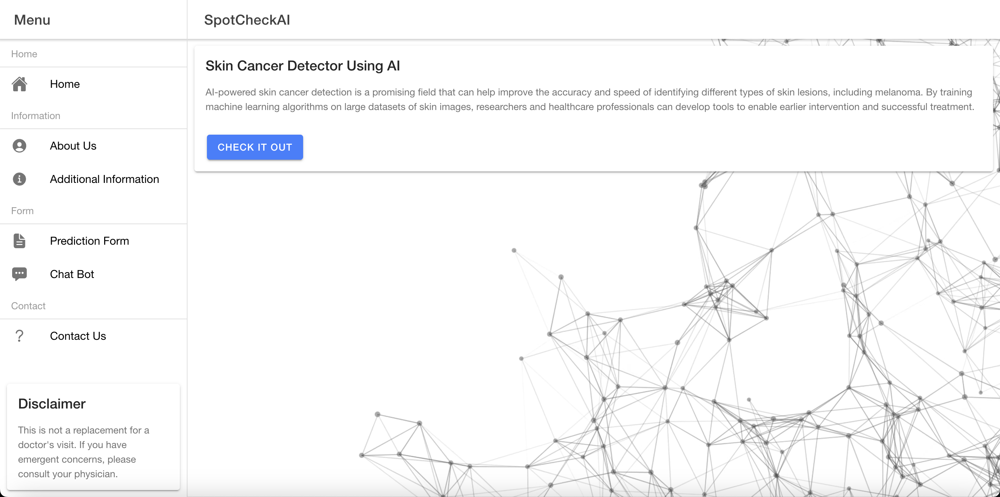 Menu
SpotCheckAI
Home
Home
Information
About Us
Additional Information
Form
Prediction Form
Chat Bot
Contact
Contact Us
Disclaimer
This is not a replacement for a
doctor's visit. If you have
emergent concerns, please
consult your physician.
Skin Cancer Detector Using AI
AI-powered skin cancer detection is a promising field that can help improve the accuracy and speed of identifying different types of skin lesions, including melanoma. By training
machine learning algorithms on large datasets of skin images, researchers and healthcare professionals can develop tools to enable earlier intervention and successful treatment.
CHECK IT OUT